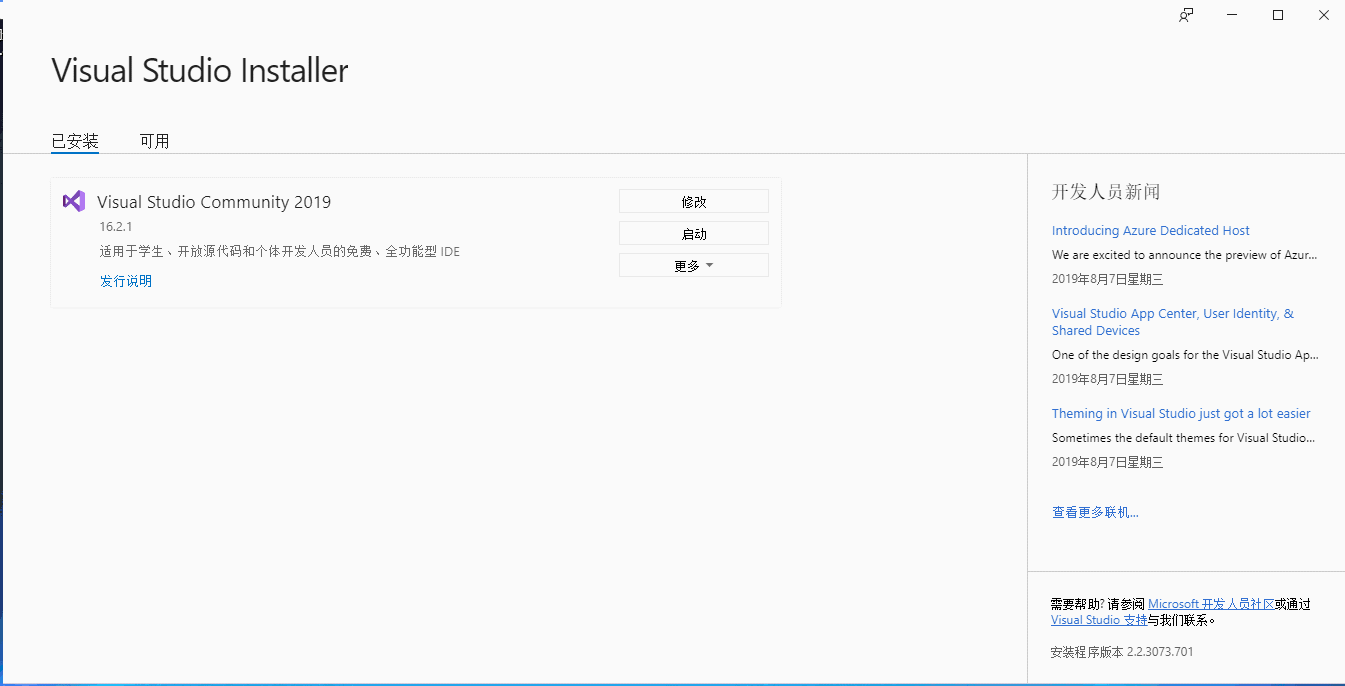 Visual Studio Installer
已安装
可用
Visual Studio Community 2019
16.2.1
适用于学生、开放源代码和个体开发人员的免费、全功能型 IDE
发行说明
修改
启动
更多
开发人员新闻
Introducing Azure Dedicated Host
We are excited to announce the preview of Azur...
2019年8月7日星期三
Visual Studio App Center, User Identity, &
Shared Devices
One of the design goals for the Visual Studio Ap...
2019年8月7日星期三
Theming in Visual Studio just got a lot easier
Sometimes the default themes for Visual Studio...
2019年8月7日星期三
查看更多联机...
需要帮助? 请参阅 Microsoft 开发人员社区或通过
Visual Studio 支持与我们联系。
安装程序版本 2.2.3073.701